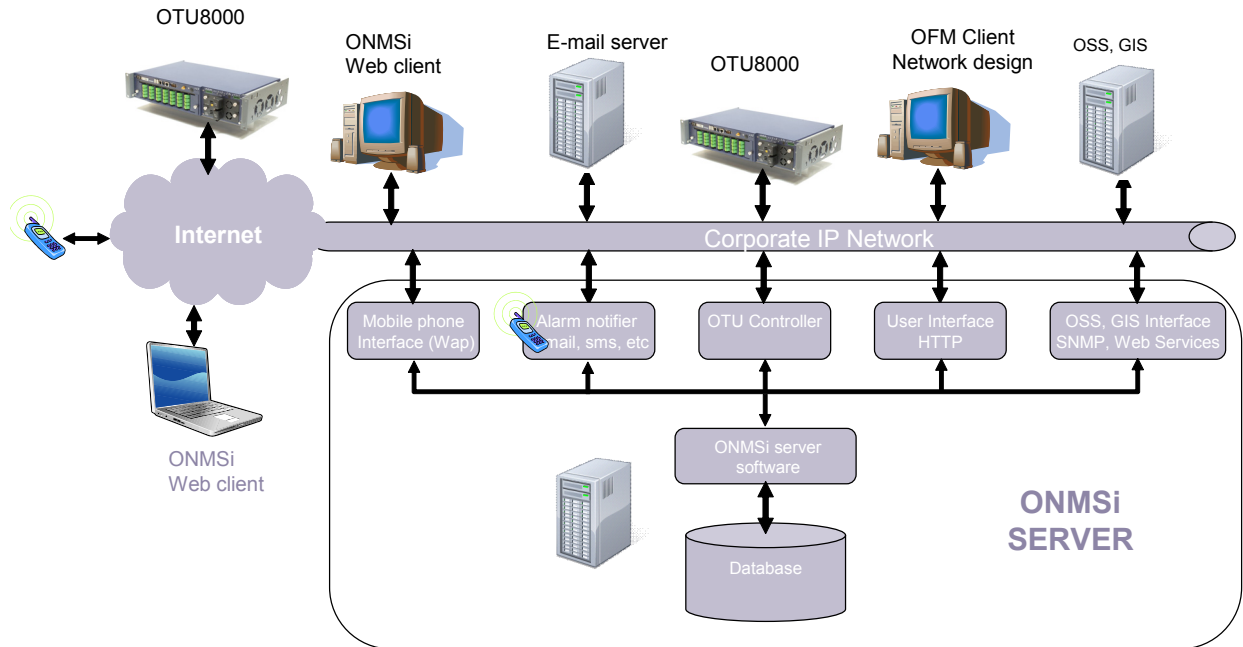 OTU8000
ONMSi
Web client
E-mail server
OTU8000
OFM Client
Network design
OSS, GIS
Internet
Corporate IP Network
Mobile phone
Interface (Wap)
Alarm notifier
mail, sms, etc
OTU Controller
User Interface
HTTP
OSS, GIS Interface
SNMP, Web Services
ONMSi
Web client
ONMSi server
software
ONMSi
SERVER
Database